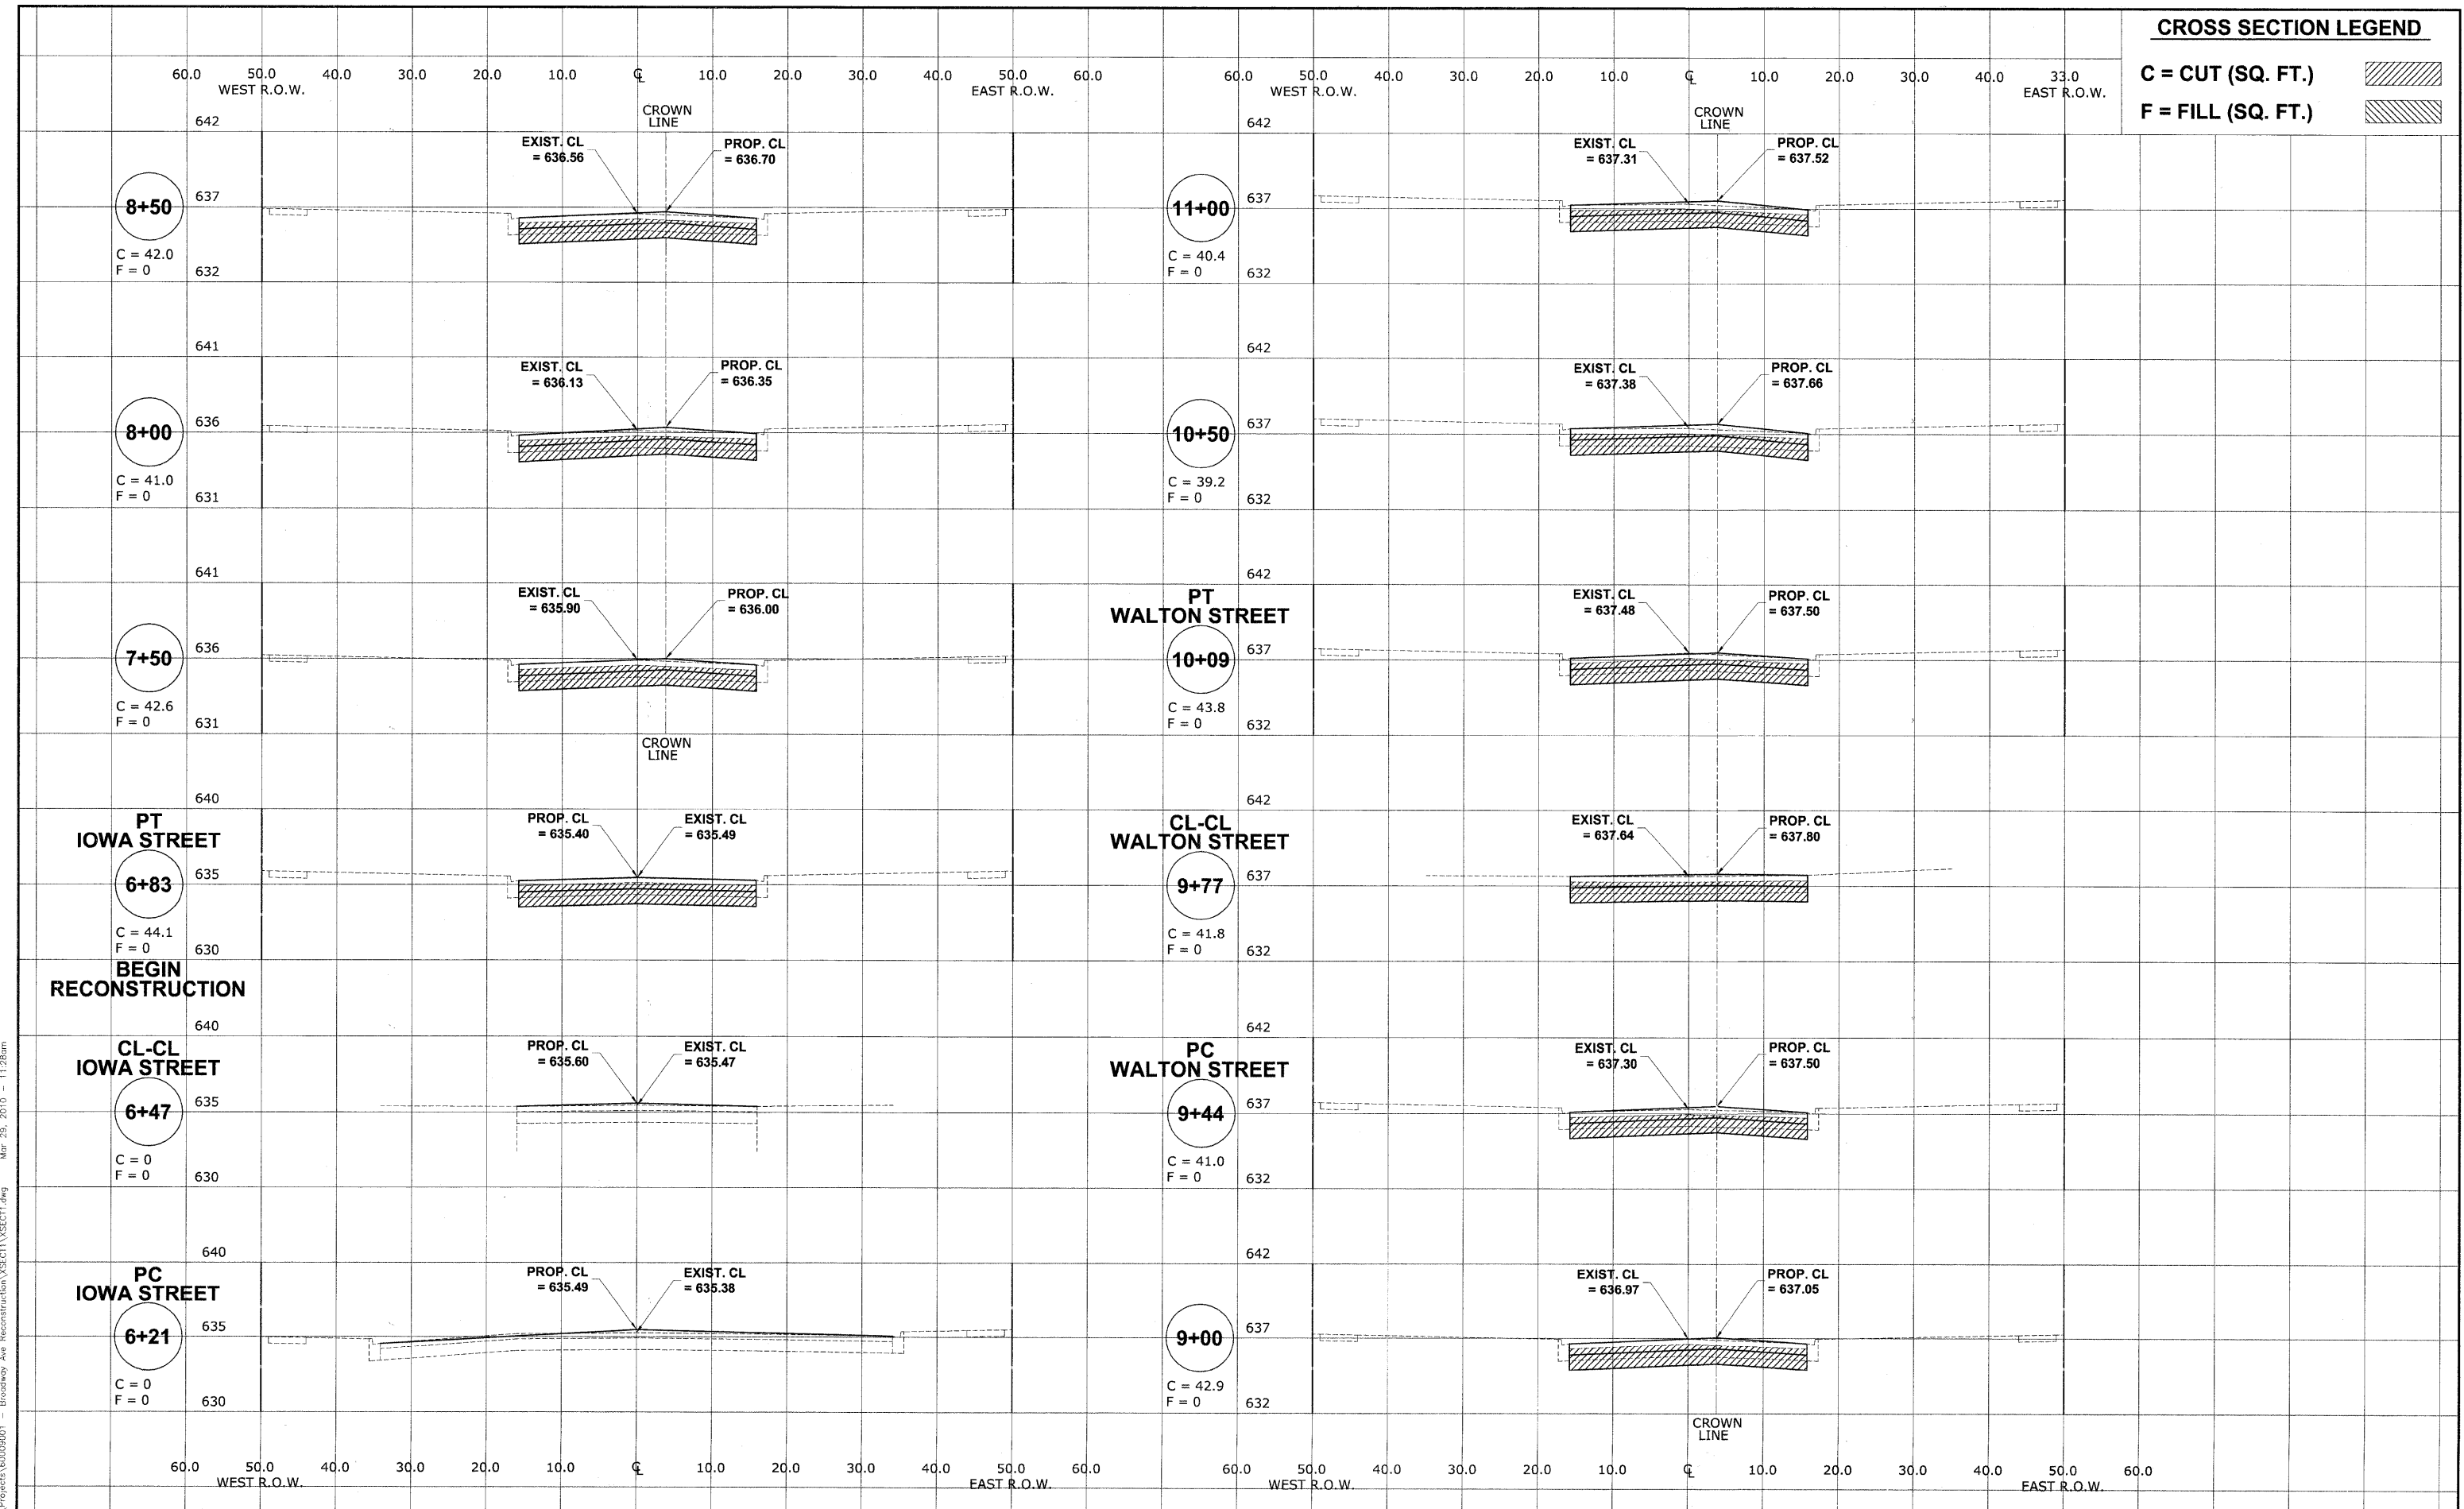 CROSS SECTION LEGEND
C = CUT (SQ. FT.)
F = FILL (SQ. FT.)
60.0 50.0 40.0 30.0 20.0 10.0 ℄ 10.0 20.0 30.0 40.0 50.0 60.0
WEST R.O.W. EAST R.O.W.
CROWN
LINE
642
EXIST. CL
= 636.56
PROP. CL
= 636.70
8+50
637
C = 42.0
F = 0
632
641
EXIST. CL
= 636.13
PROP. CL
= 636.35
8+00
636
C = 41.0
F = 0
631
641
EXIST. CL
= 635.90
PROP. CL
= 636.00
7+50
636
C = 42.6
F = 0
631
CROWN
LINE
640
PT
IOWA STREET
PROP. CL
= 635.40
EXIST. CL
= 635.49
6+83
635
C = 44.1
F = 0
630
BEGIN
RECONSTRUCTION
640
CL-CL
IOWA STREET
PROP. CL
= 635.60
EXIST. CL
= 635.47
6+47
635
C = 0
F = 0
630
640
PC
IOWA STREET
PROP. CL
= 635.49
EXIST. CL
= 635.38
6+21
635
C = 0
F = 0
630
60.0 50.0 40.0 30.0 20.0 10.0 ℄ 10.0 20.0 30.0 40.0 50.0 60.0
WEST R.O.W. EAST R.O.W.
60.0 50.0 40.0 30.0 20.0 10.0 ℄ 10.0 20.0 30.0 40.0 33.0
WEST R.O.W. EAST R.O.W.
CROWN
LINE
642
EXIST. CL
= 637.31
PROP. CL
= 637.52
11+00
637
C = 40.4
F = 0
632
642
EXIST. CL
= 637.38
PROP. CL
= 637.66
10+50
637
C = 39.2
F = 0
632
642
PT
WALTON STREET
EXIST. CL
= 637.48
PROP. CL
= 637.50
10+09
637
C = 43.8
F = 0
632
642
CL-CL
WALTON STREET
EXIST. CL
= 637.64
PROP. CL
= 637.80
9+77
637
C = 41.8
F = 0
632
642
PC
WALTON STREET
EXIST. CL
= 637.30
PROP. CL
= 637.50
9+44
637
C = 41.0
F = 0
632
642
EXIST. CL
= 636.97
PROP. CL
= 637.05
9+00
637
C = 42.9
F = 0
632
CROWN
LINE
60.0 50.0 40.0 30.0 20.0 10.0 ℄ 10.0 20.0 30.0 40.0 50.0 60.0
WEST R.O.W. EAST R.O.W.
Broadway Ave Reconstruction\XSECT1\XSECT1.dwg Mar 29, 2010 - 11:28am